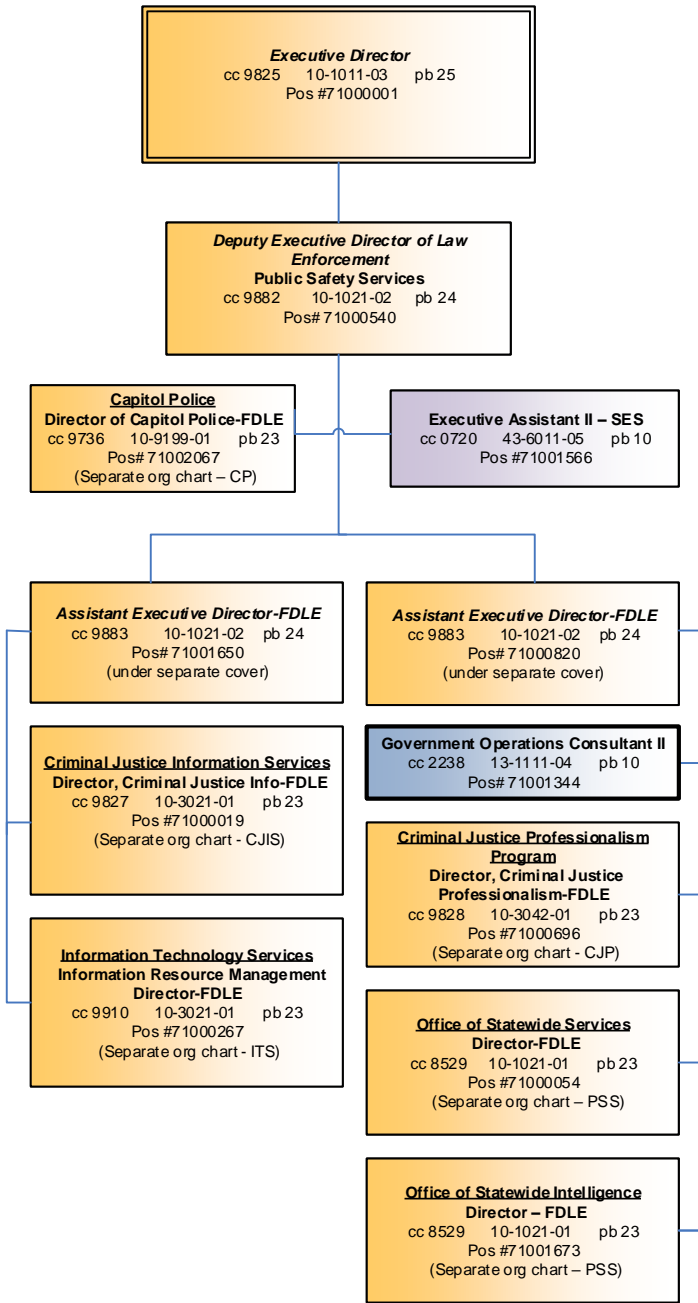 Executive Director
cc 9825 10-1011-03 pb 25
Pos #71000001
Deputy Executive Director of Law
Enforcement
Public Safety Services
cc 9882 10-1021-02 pb 24
Pos# 71000540
Capitol Police
Director of Capitol Police-FDLE
cc 9736 10-9199-01 pb 23
Pos# 71002067
(Separate org chart – CP)
Executive Assistant II – SES
cc 0720 43-6011-05 pb 10
Pos #71001566
Assistant Executive Director-FDLE
cc 9883 10-1021-02 pb 24
Pos# 71001650
(under separate cover)
Criminal Justice Information Services
Director, Criminal Justice Info-FDLE
cc 9827 10-3021-01 pb 23
Pos #71000019
(Separate org chart - CJIS)
Information Technology Services
Information Resource Management
Director-FDLE
cc 9910 10-3021-01 pb 23
Pos #71000267
(Separate org chart - ITS)
Assistant Executive Director-FDLE
cc 9883 10-1021-02 pb 24
Pos# 71000820
(under separate cover)
Government Operations Consultant II
cc 2238 13-1111-04 pb 10
Pos# 71001344
Criminal Justice Professionalism
Program
Director, Criminal Justice
Professionalism-FDLE
cc 9828 10-3042-01 pb 23
Pos #71000696
(Separate org chart - CJP)
Office of Statewide Services
Director-FDLE
cc 8529 10-1021-01 pb 23
Pos #71000054
(Separate org chart – PSS)
Office of Statewide Intelligence
Director – FDLE
cc 8529 10-1021-01 pb 23
Pos #71001673
(Separate org chart – PSS)